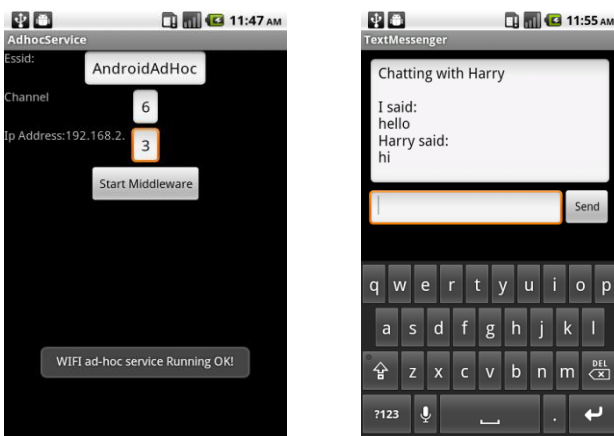 11:47 AM
AdhocService
Essid:
AndroidAdHoc
Channel
6
Ip Address:192.168.2.
3
Start Middleware
WIFI ad-hoc service Running OK!
11:55 AM
TextMessenger
Chatting with Harry
I said:
hello
Harry said:
hi
Send
q w e r t y u i o p
a s d f g h j k l
z x c v b n m DEL
?123 .